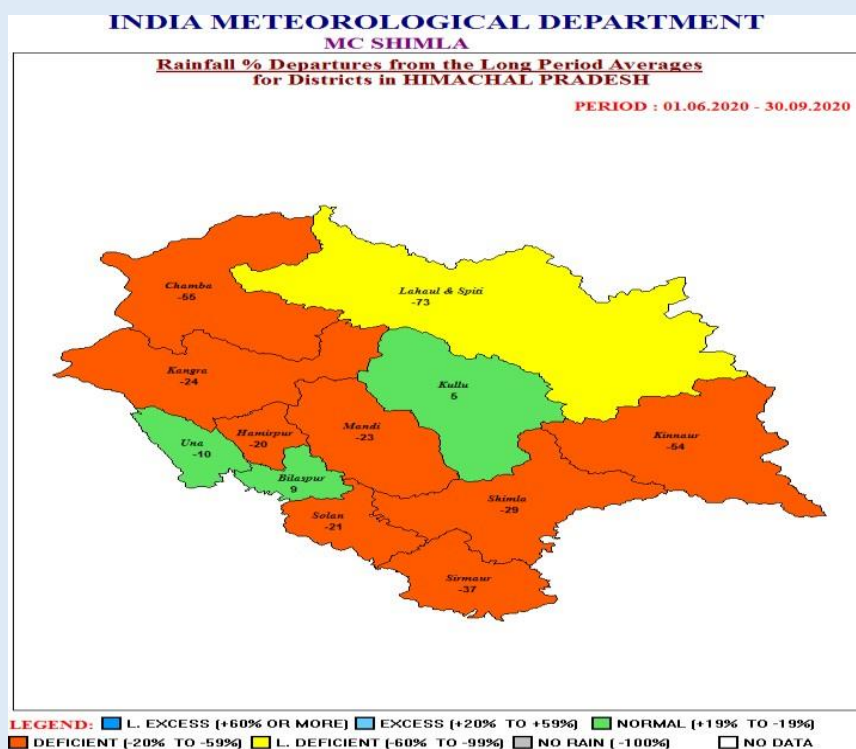 INDIA METEOROLOGICAL DEPARTMENT
MC SHIMLA
Rainfall % Departures from the Long Period Averages
for Districts in HIMACHAL PRADESH
PERIOD : 01.06.2020 - 30.09.2020
Chamba
-55
Lahaul & Spiti
-73
Kangra
-24
Kullu
5
Una
-10
Hamirpur
-20
Mandi
-23
Kinnaur
-54
Bilaspur
9
Solan
-21
Shimla
-29
Sirmaur
-37
LEGEND: L. EXCESS (+60% OR MORE) EXCESS (+20% TO +59%) NORMAL (+19% TO -19%)
DEFICIENT (-20% TO -59%) L. DEFICIENT (-60% TO -99%) NO RAIN (-100%) NO DATA